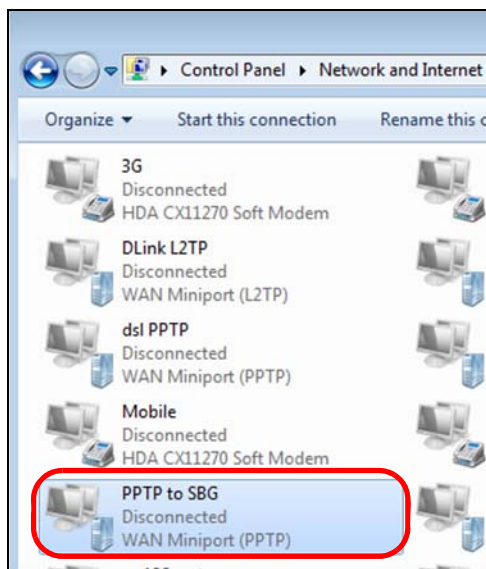 Control Panel Network and Internet
Organize Start this connection Rename this
3G
Disconnected
HDA CX11270 Soft Modem
DLink L2TP
Disconnected
WAN Miniport (L2TP)
dsl PPTP
Disconnected
WAN Miniport (PPTP)
Mobile
Disconnected
HDA CX11270 Soft Modem
PPTP to SBG
Disconnected
WAN Miniport (PPTP)